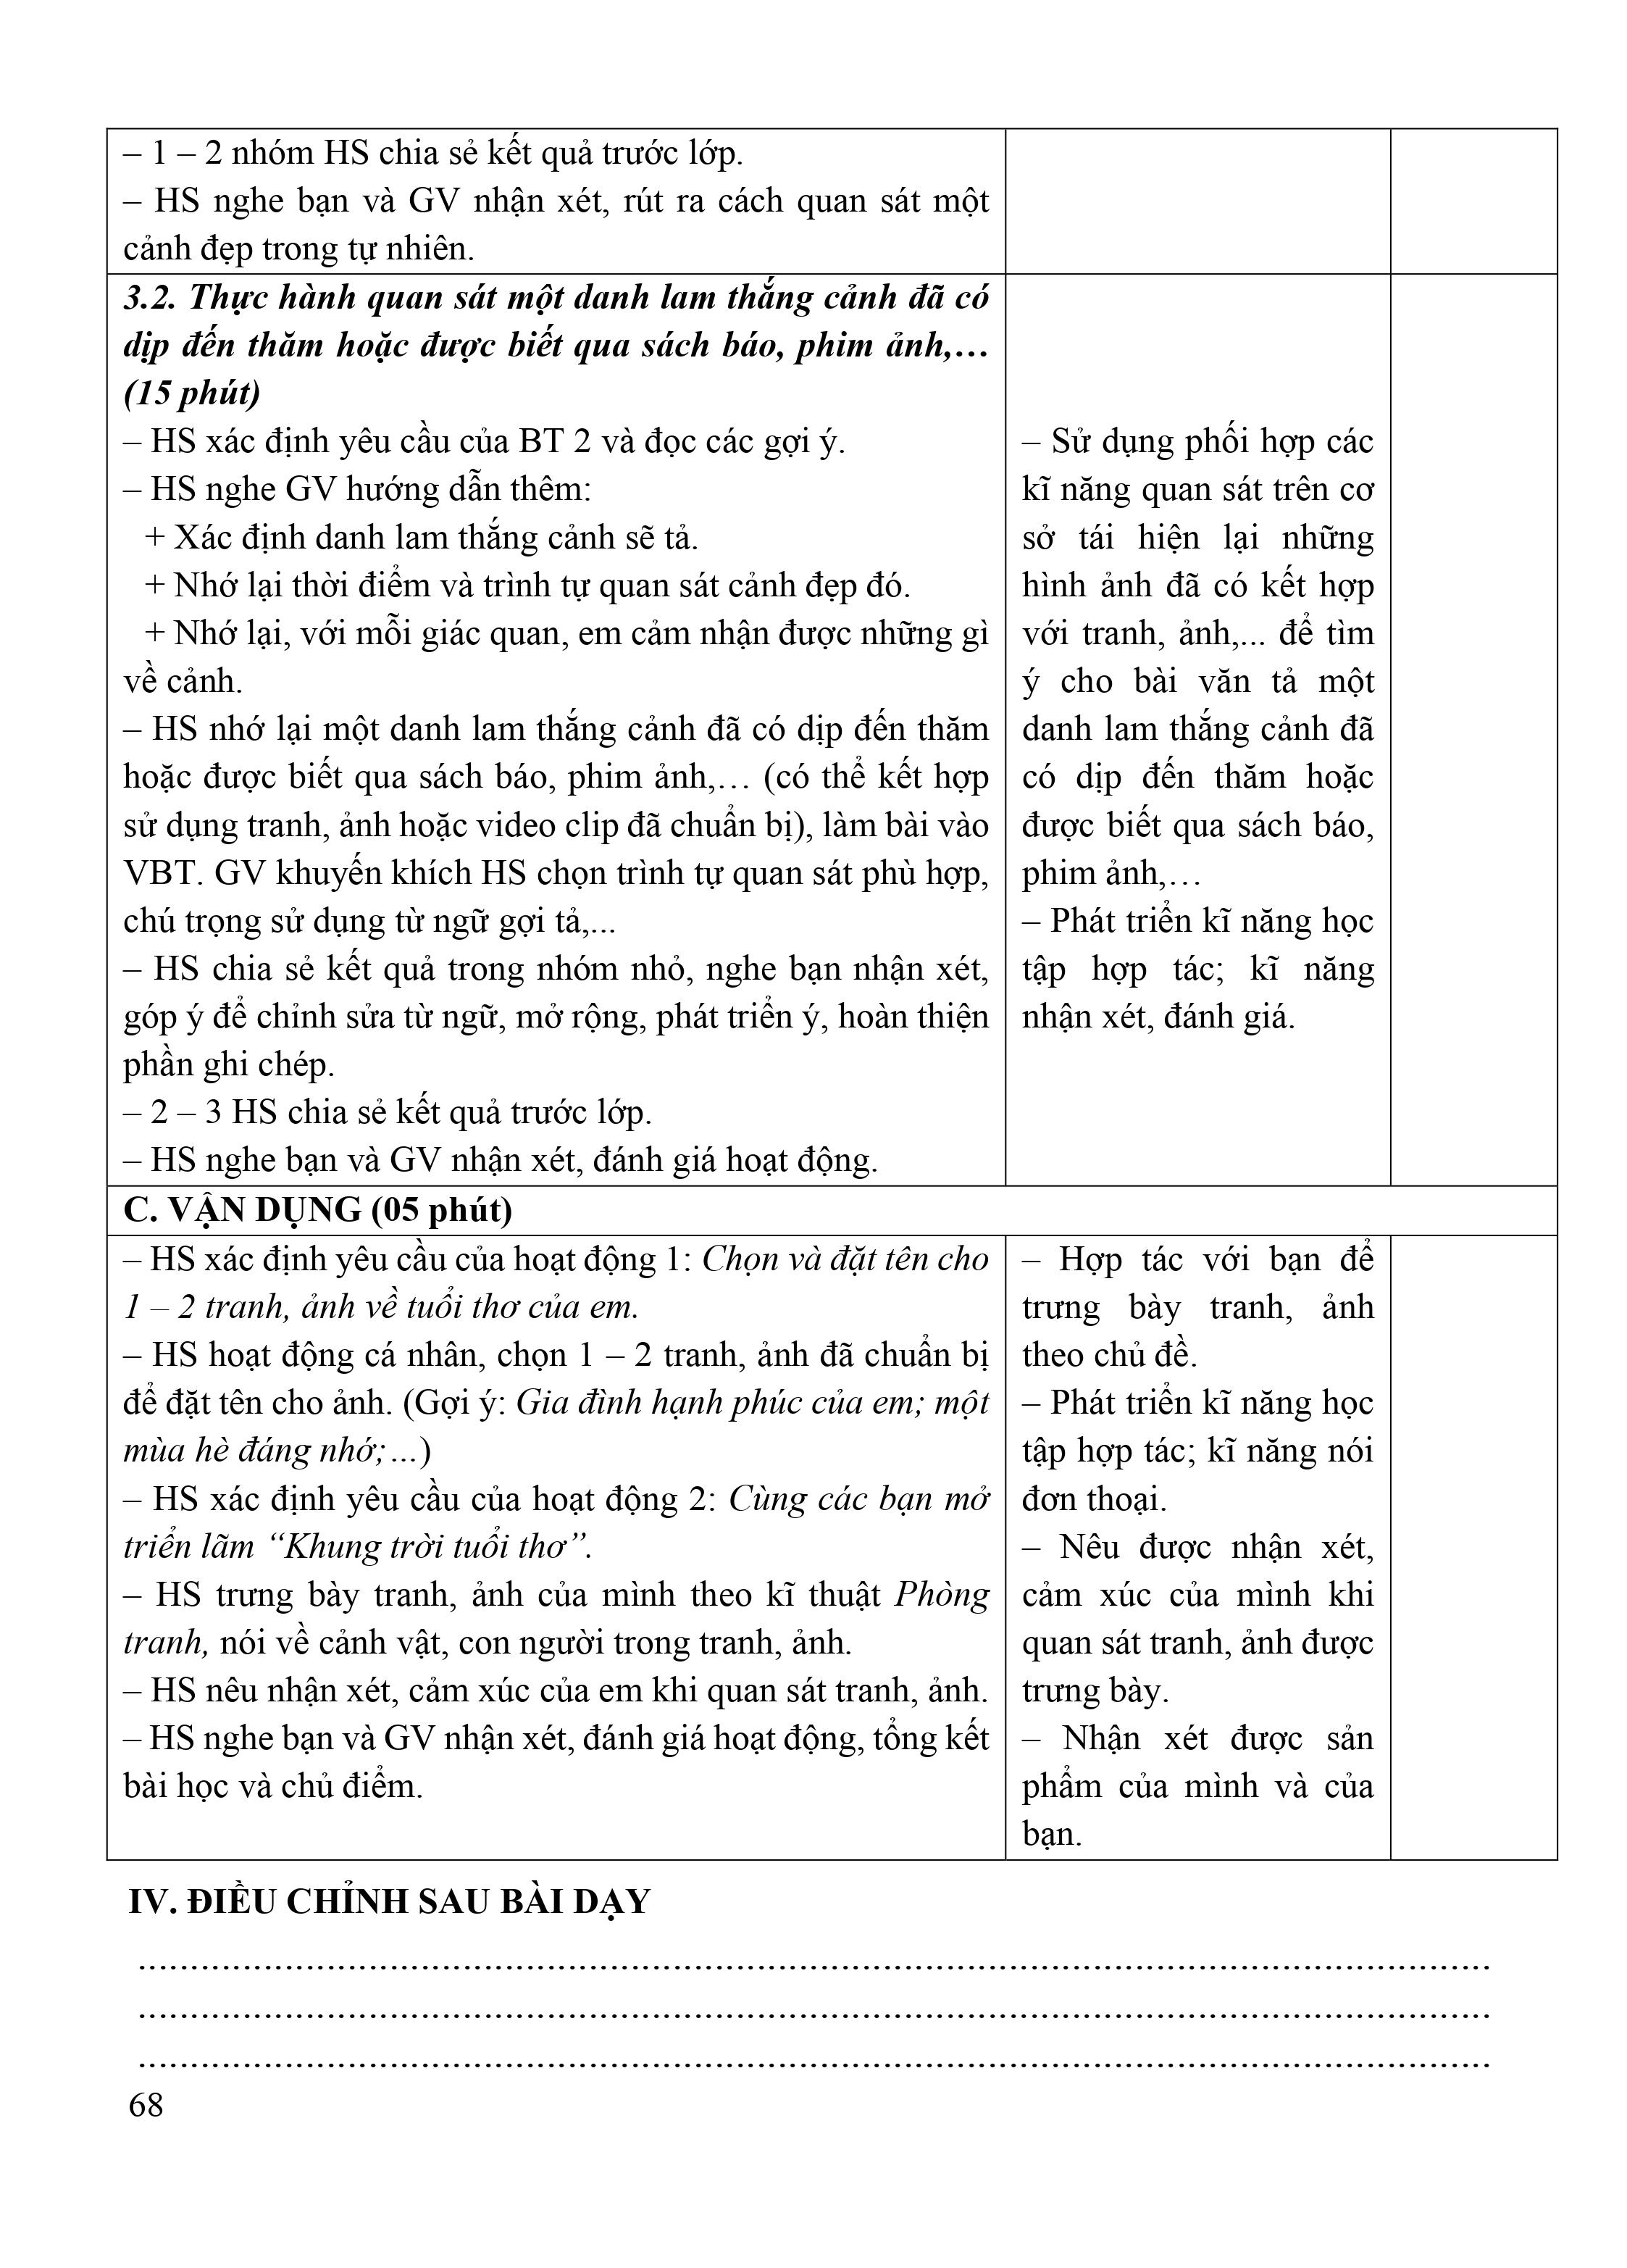 – 1 – 2 nhóm HS chia sẻ kết quả trước lớp.
– HS nghe bạn và GV nhận xét, rút ra cách quan sát một
cảnh đẹp trong tự nhiên.
3.2. Thực hành quan sát một danh lam thắng cảnh đã có
dịp đến thăm hoặc được biết qua sách báo, phim ảnh,…
(15 phút)
– HS xác định yêu cầu của BT 2 và đọc các gợi ý.
– HS nghe GV hướng dẫn thêm:
+ Xác định danh lam thắng cảnh sẽ tả.
+ Nhớ lại thời điểm và trình tự quan sát cảnh đẹp đó.
+ Nhớ lại, với mỗi giác quan, em cảm nhận được những gì
về cảnh.
– HS nhớ lại một danh lam thắng cảnh đã có dịp đến thăm
hoặc được biết qua sách báo, phim ảnh,… (có thể kết hợp
sử dụng tranh, ảnh hoặc video clip đã chuẩn bị), làm bài vào
VBT. GV khuyến khích HS chọn trình tự quan sát phù hợp,
chú trọng sử dụng từ ngữ gợi tả,...
– HS chia sẻ kết quả trong nhóm nhỏ, nghe bạn nhận xét,
góp ý để chỉnh sửa từ ngữ, mở rộng, phát triển ý, hoàn thiện
phần ghi chép.
– 2 – 3 HS chia sẻ kết quả trước lớp.
– HS nghe bạn và GV nhận xét, đánh giá hoạt động.
– Sử dụng phối hợp các
kĩ năng quan sát trên cơ
sở tái hiện lại những
hình ảnh đã có kết hợp
với tranh, ảnh,... để tìm
ý cho bài văn tả một
danh lam thắng cảnh đã
có dịp đến thăm hoặc
được biết qua sách báo,
phim ảnh,…
– Phát triển kĩ năng học
tập hợp tác; kĩ năng
nhận xét, đánh giá.
C. VẬN DỤNG (05 phút)
– HS xác định yêu cầu của hoạt động 1: Chọn và đặt tên cho
1 – 2 tranh, ảnh về tuổi thơ của em.
– HS hoạt động cá nhân, chọn 1 – 2 tranh, ảnh đã chuẩn bị
để đặt tên cho ảnh. (Gợi ý: Gia đình hạnh phúc của em; một
mùa hè đáng nhớ;…)
– HS xác định yêu cầu của hoạt động 2: Cùng các bạn mở
triển lãm “Khung trời tuổi thơ”.
– HS trưng bày tranh, ảnh của mình theo kĩ thuật Phòng
tranh, nói về cảnh vật, con người trong tranh, ảnh.
– HS nêu nhận xét, cảm xúc của em khi quan sát tranh, ảnh.
– HS nghe bạn và GV nhận xét, đánh giá hoạt động, tổng kết
bài học và chủ điểm.
– Hợp tác với bạn để
trưng bày tranh, ảnh
theo chủ đề.
– Phát triển kĩ năng học
tập hợp tác; kĩ năng nói
đơn thoại.
– Nêu được nhận xét,
cảm xúc của mình khi
quan sát tranh, ảnh được
trưng bày.
– Nhận xét được sản
phẩm của mình và của
bạn.
IV. ĐIỀU CHỈNH SAU BÀI DẠY
................................................................................................................................
................................................................................................................................
................................................................................................................................
68